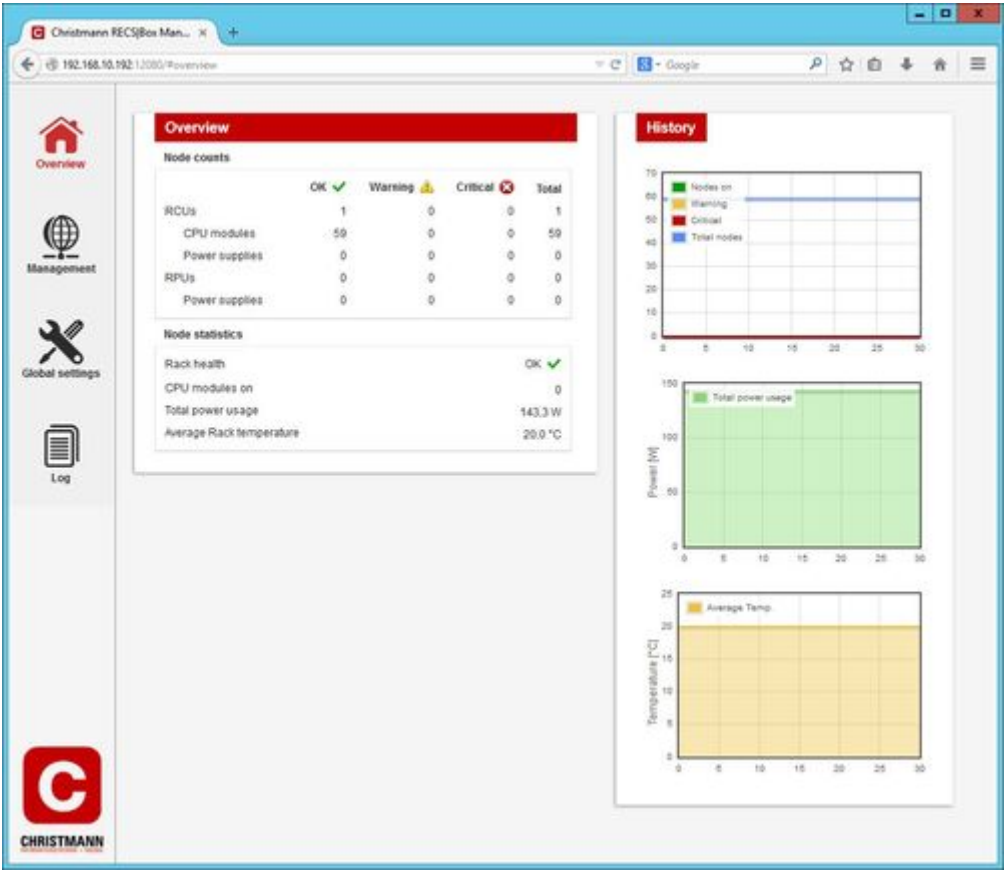 Christmann RECS|Box Man...
192.168.10.192:12080/#overview
Google
Overview
Management
Global settings
Log
CHRISTMANN
Overview
Node counts
OK Warning Critical Total
RCUs 1 0 0 1
CPU modules 59 0 0 59
Power supplies 0 0 0 0
RPUs 0 0 0 0
Power supplies 0 0 0 0
Node statistics
Rack health OK
CPU modules on 0
Total power usage 143.3 W
Average Rack temperature 20.0 °C
History
70
60
50
40
30
20
10
0
Nodes on
Warning
Critical
Total nodes
0 5 10 15 20 25 30
150
100
50
0
Power [W]
Total power usage
0 5 10 15 20 25 30
25
20
15
10
5
0
Temperature [°C]
Average Temp.
0 5 10 15 20 25 30